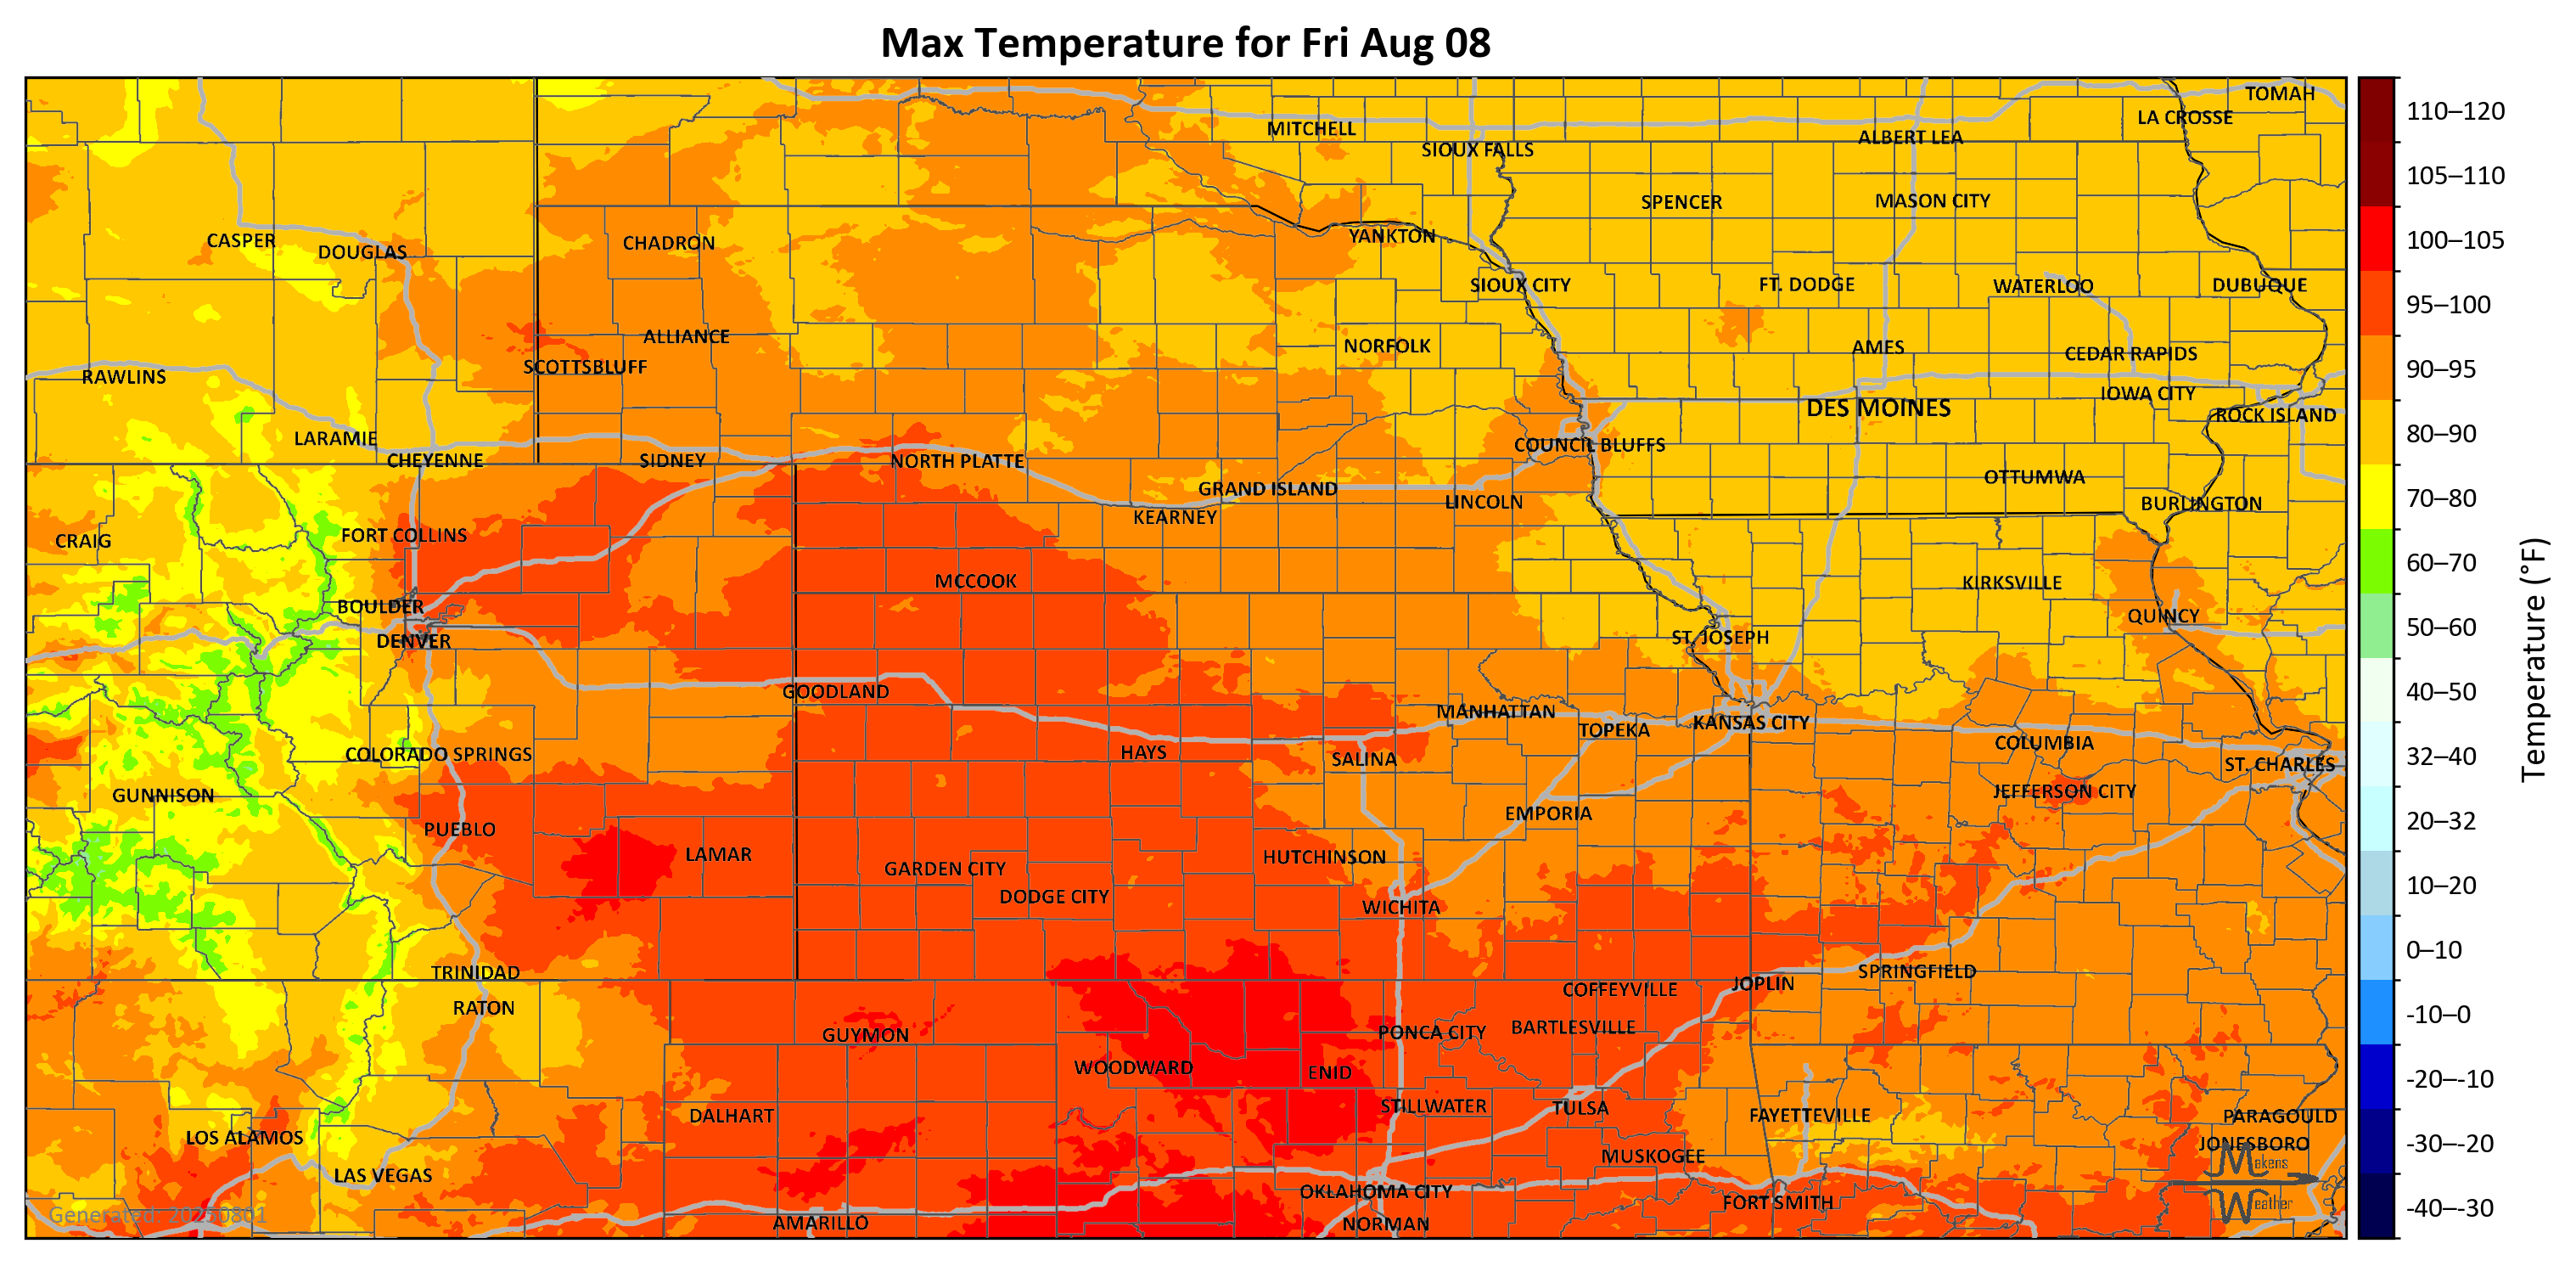 Max Temperature for Fri Aug 08
TOMAH
LA CROSSE
MITCHELL
ALBERT LEA
SIOUX FALLS
SPENCER
MASON CITY
CASPER
DOUGLAS
CHADRON
YANKTON
SIOUX CITY
FT. DODGE
WATERLOO
DUBUQUE
ALLIANCE
NORFOLK
AMES
CEDAR RAPIDS
SCOTTSBLUFF
RAWLINS
IOWA CITY
DES MOINES
ROCK ISLAND
LARAMIE
COUNCIL BLUFFS
CHEYENNE
SIDNEY
NORTH PLATTE
OTTUMWA
GRAND ISLAND
LINCOLN
BURLINGTON
KEARNEY
FORT COLLINS
CRAIG
MCCOOK
KIRKSVILLE
BOULDER
QUINCY
DENVER
ST. JOSEPH
GOODLAND
MANHATTAN
KANSAS CITY
TOPEKA
COLUMBIA
COLORADO SPRINGS
HAYS
SALINA
ST. CHARLES
GUNNISON
JEFFERSON CITY
EMPORIA
PUEBLO
LAMAR
HUTCHINSON
GARDEN CITY
DODGE CITY
WICHITA
TRINIDAD
SPRINGFIELD
JOPLIN
COFFEYVILLE
RATON
GUYMON
PONCA CITY
BARTLESVILLE
WOODWARD
ENID
STILLWATER
TULSA
DALHART
FAYETTEVILLE
PARAGOULD
LOS ALAMOS
JONESBORO
MUSKOGEE
LAS VEGAS
OKLAHOMA CITY
FORT SMITH
AMARILLO
NORMAN
Generated: 20250801
Makens
Weather
110–120
105–110
100–105
95–100
90–95
80–90
70–80
60–70
50–60
40–50
32–40
20–32
10–20
0–10
-10–0
-20–-10
-30–-20
-40–-30
Temperature (°F)